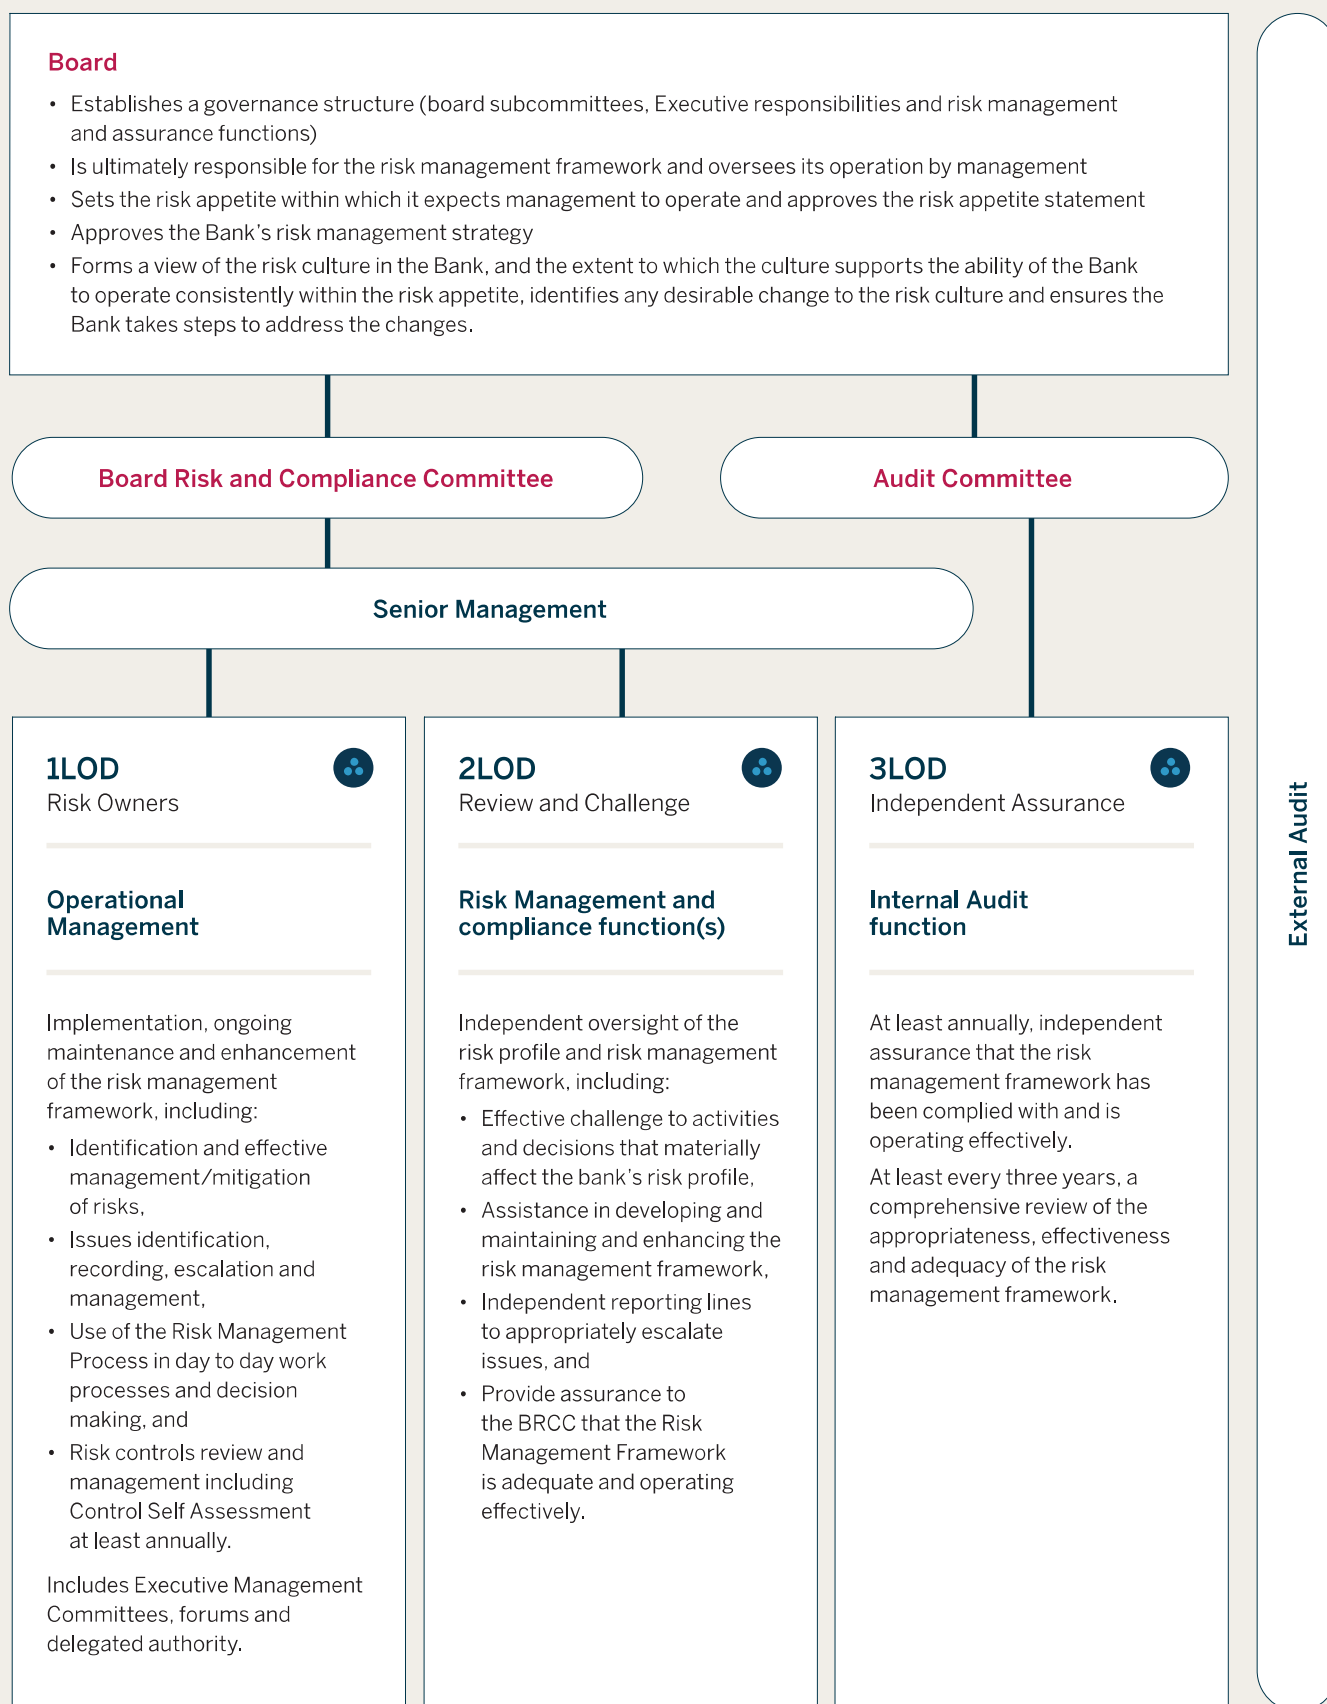 Board
• Establishes a governance structure (board subcommittees, Executive responsibilities and risk management
and assurance functions)
• Is ultimately responsible for the risk management framework and oversees its operation by management
• Sets the risk appetite within which it expects management to operate and approves the risk appetite statement
• Approves the Bank’s risk management strategy
• Forms a view of the risk culture in the Bank, and the extent to which the culture supports the ability of the Bank
to operate consistently within the risk appetite, identifies any desirable change to the risk culture and ensures the
Bank takes steps to address the changes.
Board Risk and Compliance Committee
Audit Committee
Senior Management
1LOD
Risk Owners
Operational
Management
Implementation, ongoing
maintenance and enhancement
of the risk management
framework, including:
• Identification and effective
management/mitigation
of risks,
• Issues identification,
recording, escalation and
management,
• Use of the Risk Management
Process in day to day work
processes and decision
making, and
• Risk controls review and
management including
Control Self Assessment
at least annually.
Includes Executive Management
Committees, forums and
delegated authority.
2LOD
Review and Challenge
Risk Management and
compliance function(s)
Independent oversight of the
risk profile and risk management
framework, including:
• Effective challenge to activities
and decisions that materially
affect the bank’s risk profile,
• Assistance in developing and
maintaining and enhancing the
risk management framework,
• Independent reporting lines
to appropriately escalate
issues, and
• Provide assurance to
the BRCC that the Risk
Management Framework
is adequate and operating
effectively.
3LOD
Independent Assurance
Internal Audit
function
At least annually, independent
assurance that the risk
management framework has
been complied with and is
operating effectively.
At least every three years, a
comprehensive review of the
appropriateness, effectiveness
and adequacy of the risk
management framework.
External Audit